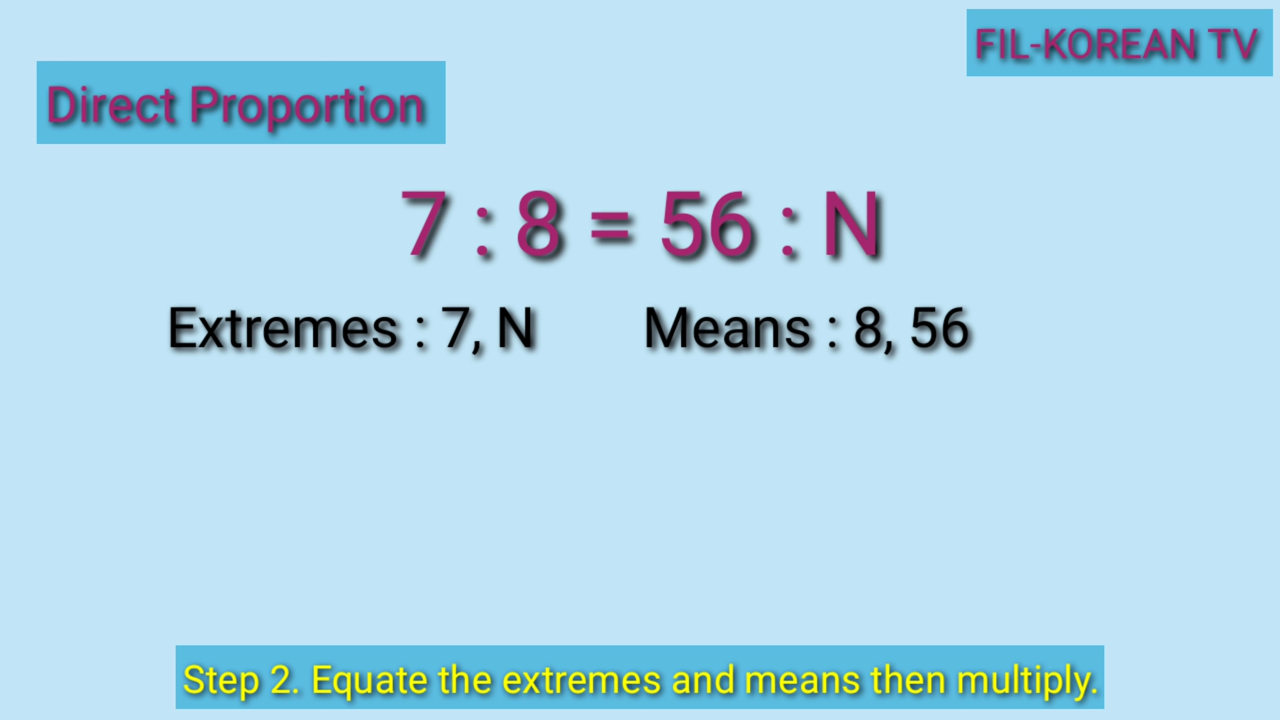 FIL-KOREAN TV
Direct Proportion
7 : 8 = 56 : N
Extremes : 7, N Means : 8, 56
Step 2. Equate the extremes and means then multiply.